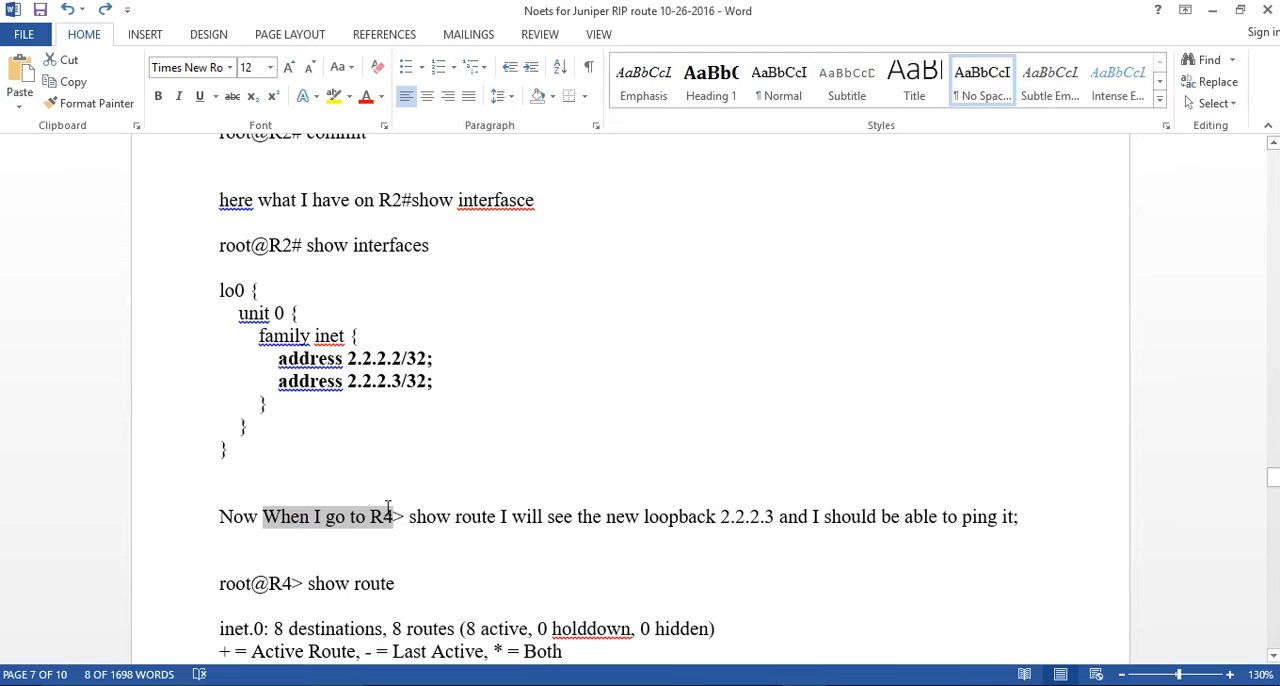 Noets for Juniper RIP route 10-26-2016 - Word
?
FILE HOME INSERT DESIGN PAGE LAYOUT REFERENCES MAILINGS REVIEW VIEW
Sign in
Paste
Cut
Copy
Format Painter
Clipboard
Times New Ro 12
Aa
B I U abc X₂ X²
Font
Paragraph
AaBbCcI AaBbC AaBbCcI AaBbCcD AaBl AaBbCcI AaBbCcI AaBbCcI
Emphasis Heading 1 ¶ Normal Subtitle Title ¶ No Spac... Subtle Em... Intense E...
Styles
Find
Replace
Select
Editing
root@R2# commit
here what I have on R2#show interfasce
root@R2# show interfaces
lo0 {
unit 0 {
family inet {
address 2.2.2.2/32;
address 2.2.2.3/32;
}
}
}
Now When I go to R4> show route I will see the new loopback 2.2.2.3 and I should be able to ping it;
root@R4> show route
inet.0: 8 destinations, 8 routes (8 active, 0 holddown, 0 hidden)
+ = Active Route, - = Last Active, * = Both
PAGE 7 OF 10 8 OF 1698 WORDS
130%